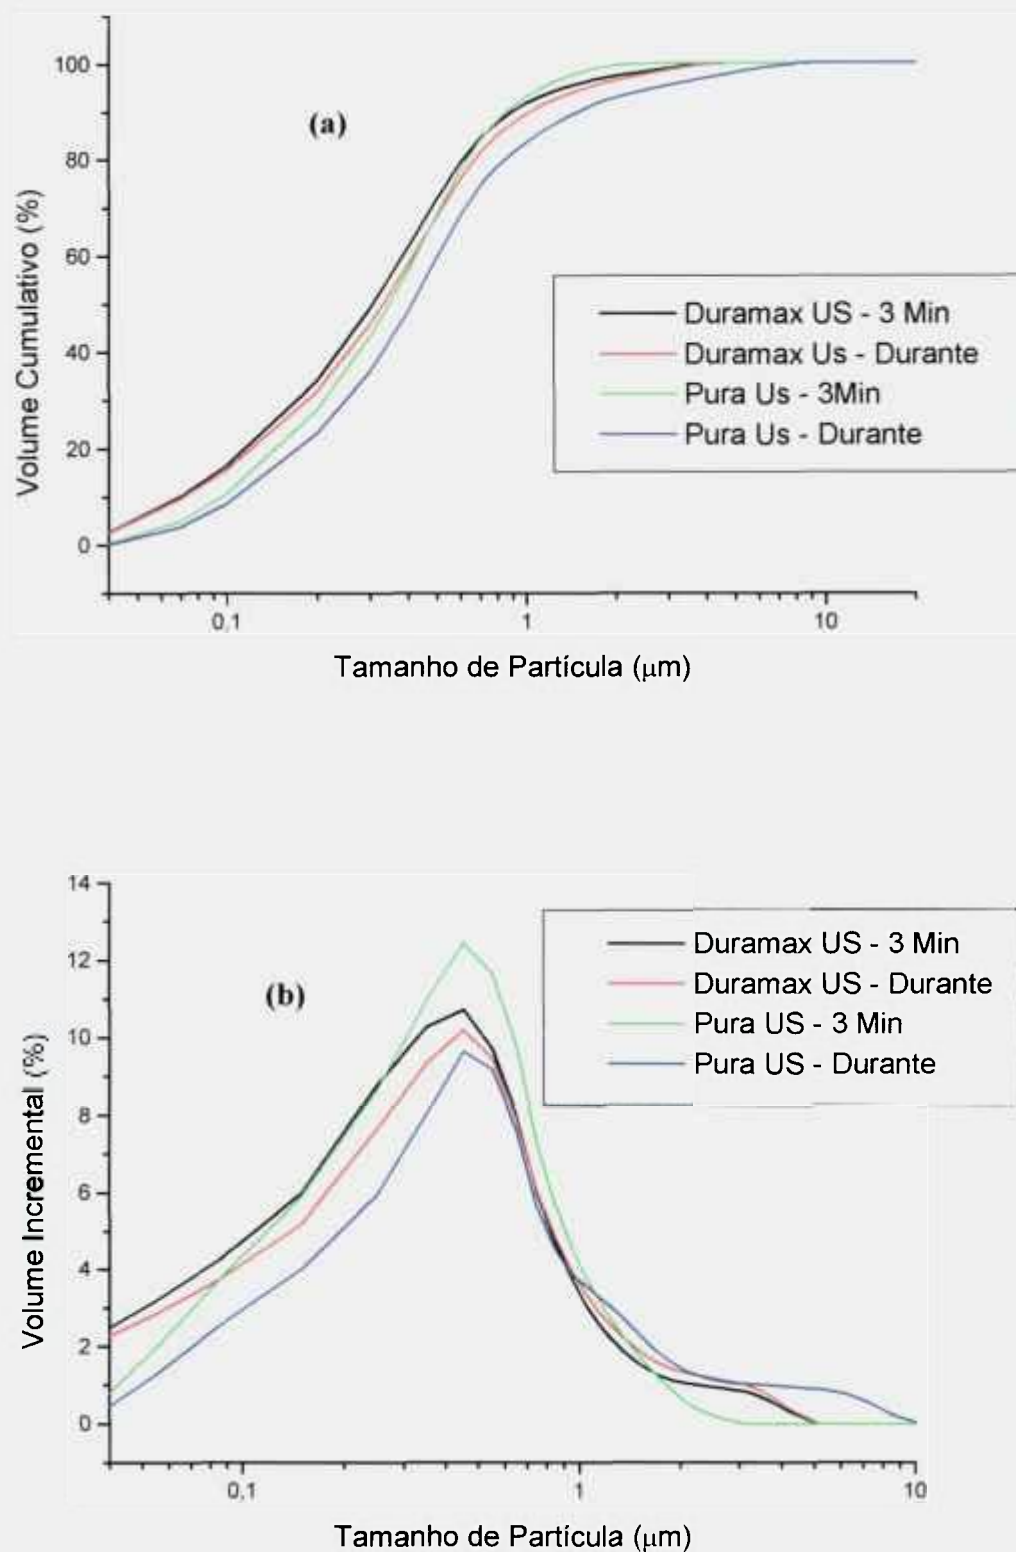 (a)
Volume Cumulativo (%)
100
80
60
40
20
0
Duramax US - 3 Min
Duramax Us - Durante
Pura Us - 3Min
Pura Us - Durante
0,1
1
10
Tamanho de Partícula (μm)
(b)
Volume Incremental (%)
14
12
10
8
6
4
2
0
Duramax US - 3 Min
Duramax US - Durante
Pura US - 3 Min
Pura US - Durante
0,1
1
10
Tamanho de Partícula (μm)